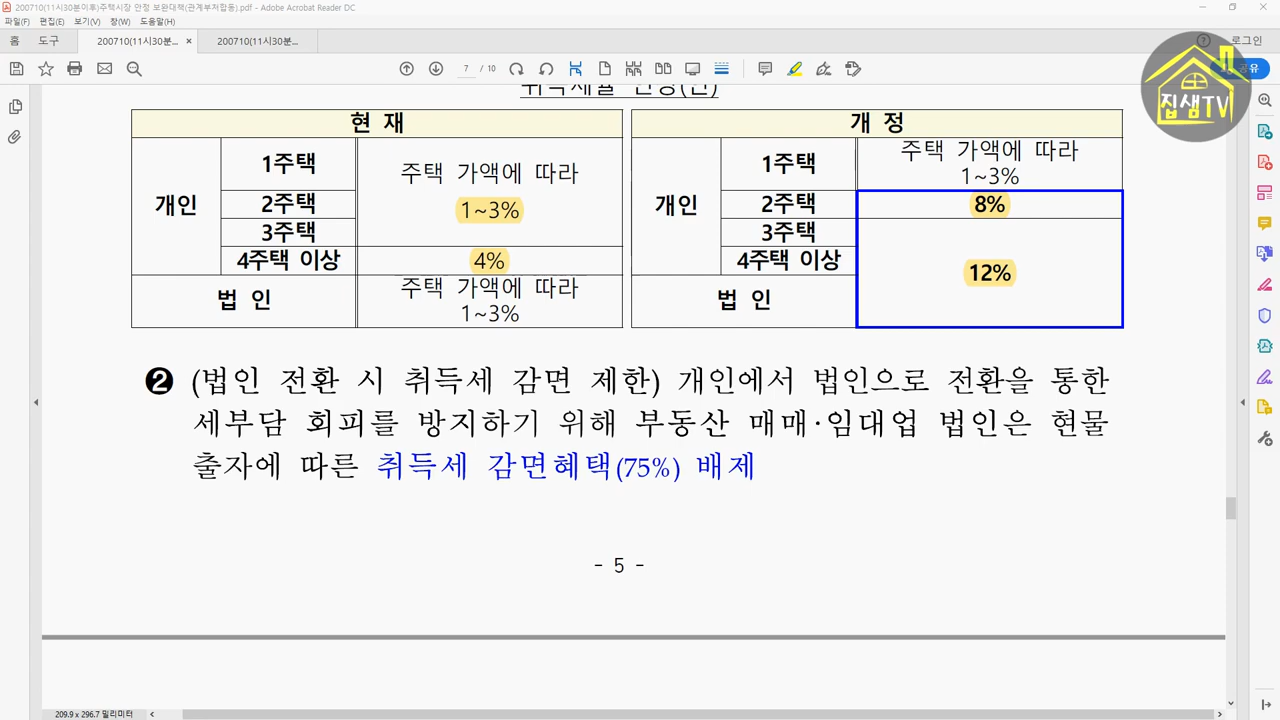 200710(11시30분이후)주택시장 안정 보완대책(관계부처합동).pdf - Adobe Acrobat Reader DC
파일(F) 편집(E) 보기(V) 창(W) 도움말(H)
홈 도구 200710(11시30분... × 200710(11시30분... 로그인
7 / 10 공유
집샘TV
취득세율 인상(안)
현 재
개인 1주택 주택 가액에 따라 1~3%
2주택
3주택
4주택 이상 4%
법 인 주택 가액에 따라 1~3%
개 정
개인 1주택 주택 가액에 따라 1~3%
2주택 8%
3주택 12%
4주택 이상
법 인
❷ (법인 전환 시 취득세 감면 제한) 개인에서 법인으로 전환을 통한
세부담 회피를 방지하기 위해 부동산 매매·임대업 법인은 현물
출자에 따른 취득세 감면혜택(75%) 배제
- 5 -
209.9 x 296.7 밀리미터